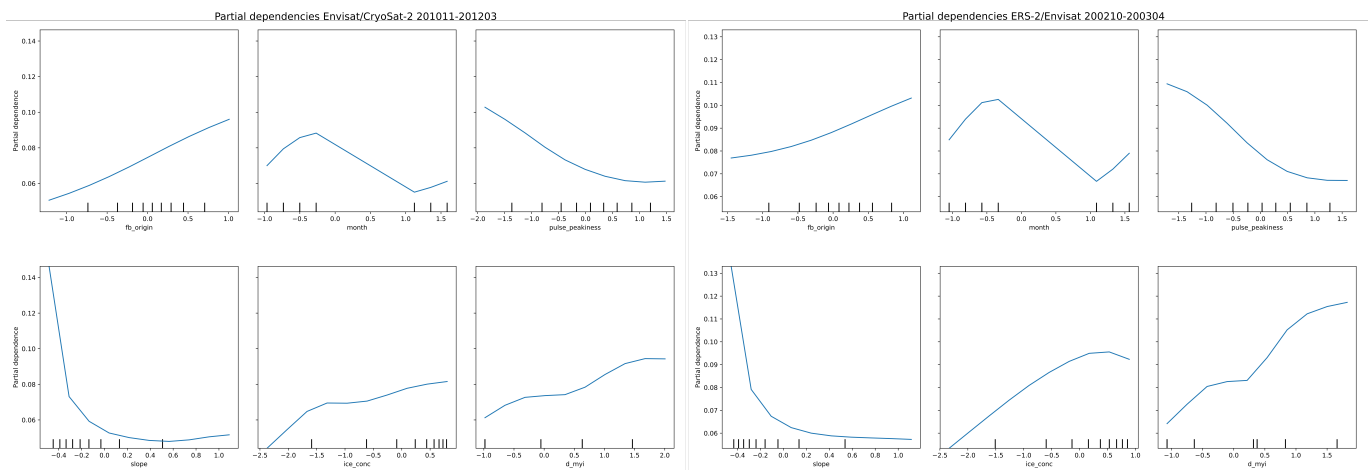 Partial dependencies Envisat/CryoSat-2 201011-201203
Partial dependence
0.14
0.12
0.10
0.08
0.06
−1.0 −0.5 0.0 0.5 1.0
fb_origin
−1.0 −0.5 0.0 0.5 1.0 1.5
month
−2.0 −1.5 −1.0 −0.5 0.0 0.5 1.0 1.5
pulse_peakiness
Partial dependence
0.14
0.12
0.10
0.08
0.06
−0.4 −0.2 0.0 0.2 0.4 0.6 0.8 1.0
slope
−2.5 −2.0 −1.5 −1.0 −0.5 0.0 0.5
ice_conc
−1.0 −0.5 0.0 0.5 1.0 1.5 2.0
d_myi
Partial dependencies ERS-2/Envisat 200210-200304
Partial dependence
0.13
0.12
0.11
0.10
0.09
0.08
0.07
0.06
−1.5 −1.0 −0.5 0.0 0.5 1.0
fb_origin
−1.0 −0.5 0.0 0.5 1.0 1.5
month
−1.5 −1.0 −0.5 0.0 0.5 1.0 1.5
pulse_peakiness
Partial dependence
0.13
0.12
0.11
0.10
0.09
0.08
0.07
0.06
−0.4 −0.2 0.0 0.2 0.4 0.6 0.8 1.0
slope
−2.5 −2.0 −1.5 −1.0 −0.5 0.0 0.5 1.0
ice_conc
−1.0 −0.5 0.0 0.5 1.0 1.5
d_myi